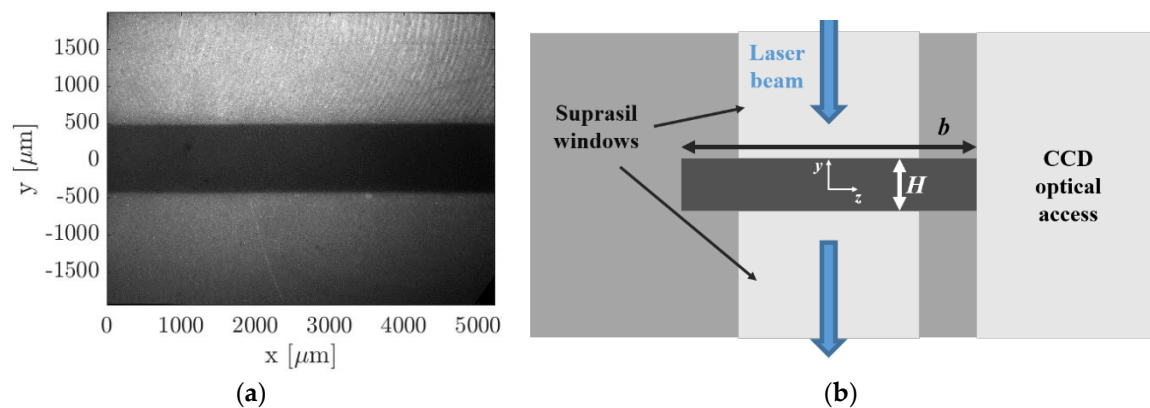 1500
1000
500
0
-500
-1000
-1500
y [μm]
0 1000 2000 3000 4000 5000
x [μm]
(a)
Laser
beam
Suprasil
windows
b
y
z
H
CCD
optical
access
(b)